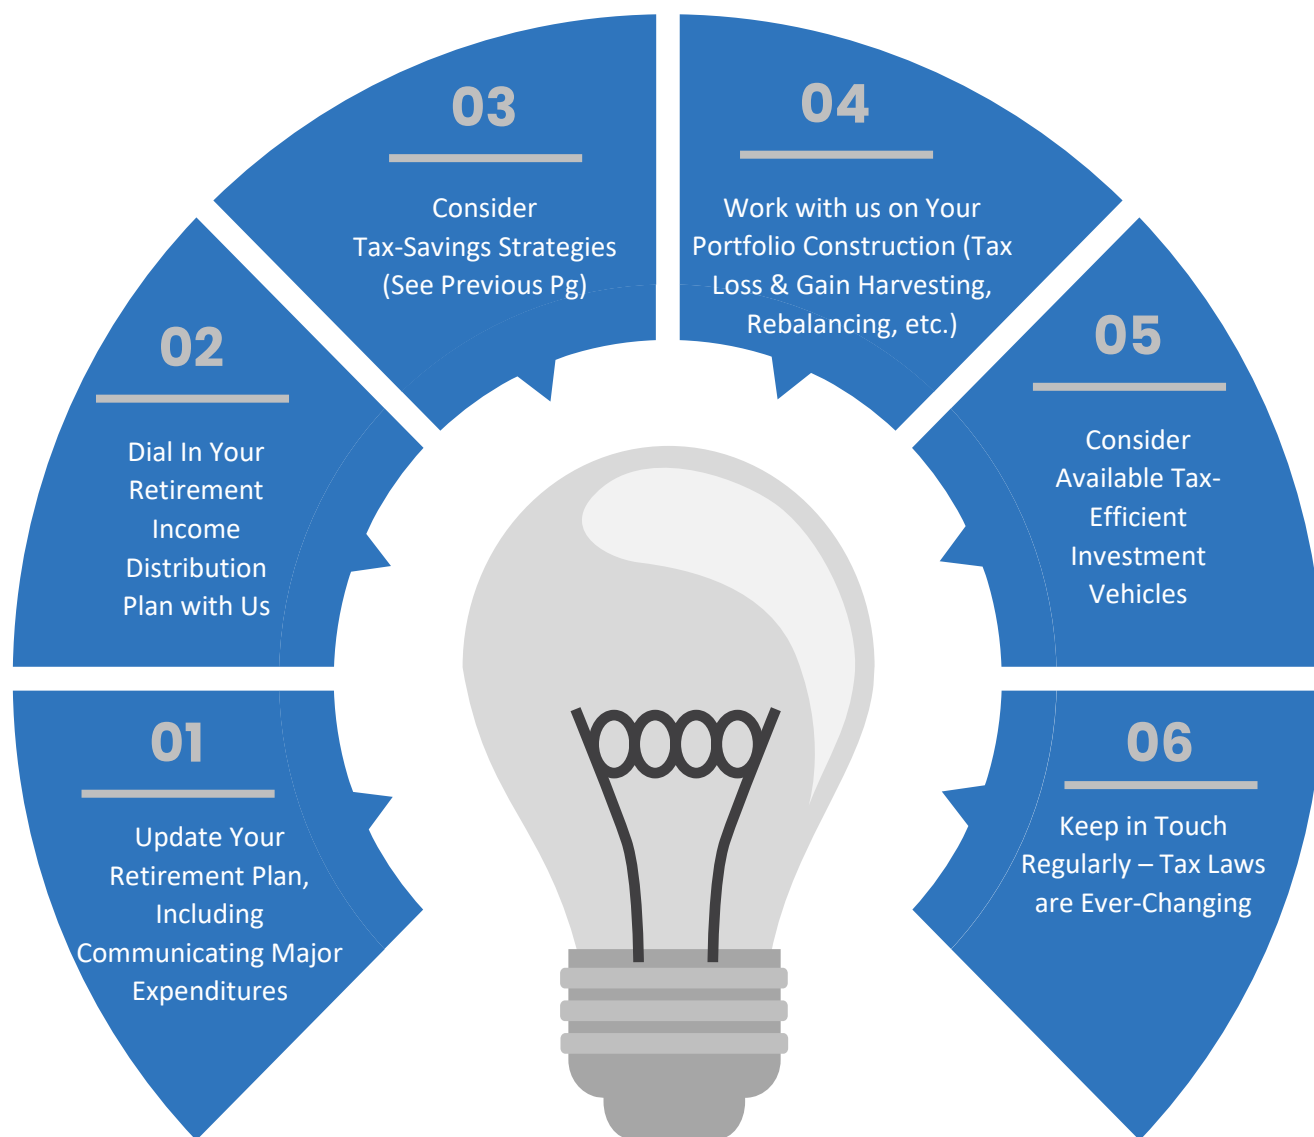 01
Update Your
Retirement Plan,
Including
Communicating Major
Expenditures
02
Dial In Your
Retirement
Income
Distribution
Plan with Us
03
Consider
Tax-Savings Strategies
(See Previous Pg)
04
Work with us on Your
Portfolio Construction (Tax
Loss & Gain Harvesting,
Rebalancing, etc.)
05
Consider
Available Tax-
Efficient
Investment
Vehicles
06
Keep in Touch
Regularly – Tax Laws
are Ever-Changing